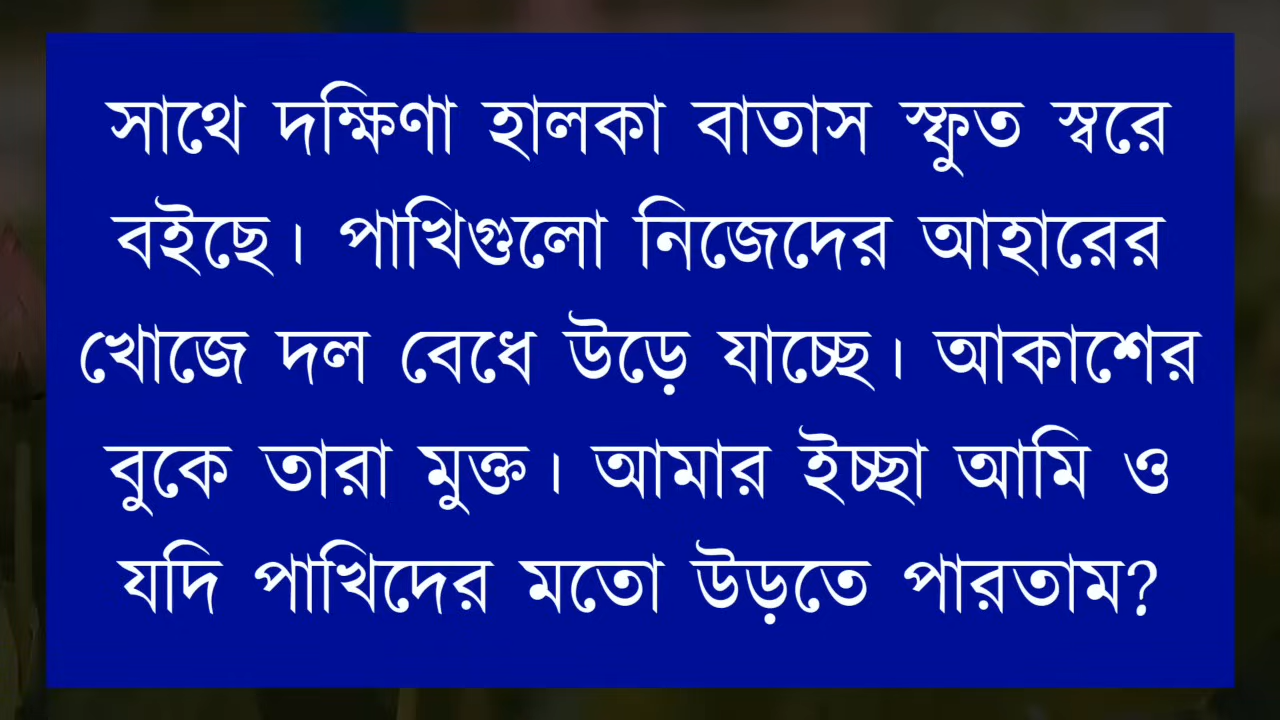 সাথে দক্ষিণা হালকা বাতাস স্ফুত স্বরে
বইছে। পাখিগুলো নিজেদের আহারের
খোজে দল বেধে উড়ে যাচ্ছে। আকাশের
বুকে তারা মুক্ত। আমার ইচ্ছা আমি ও
যদি পাখিদের মতো উড়তে পারতাম?